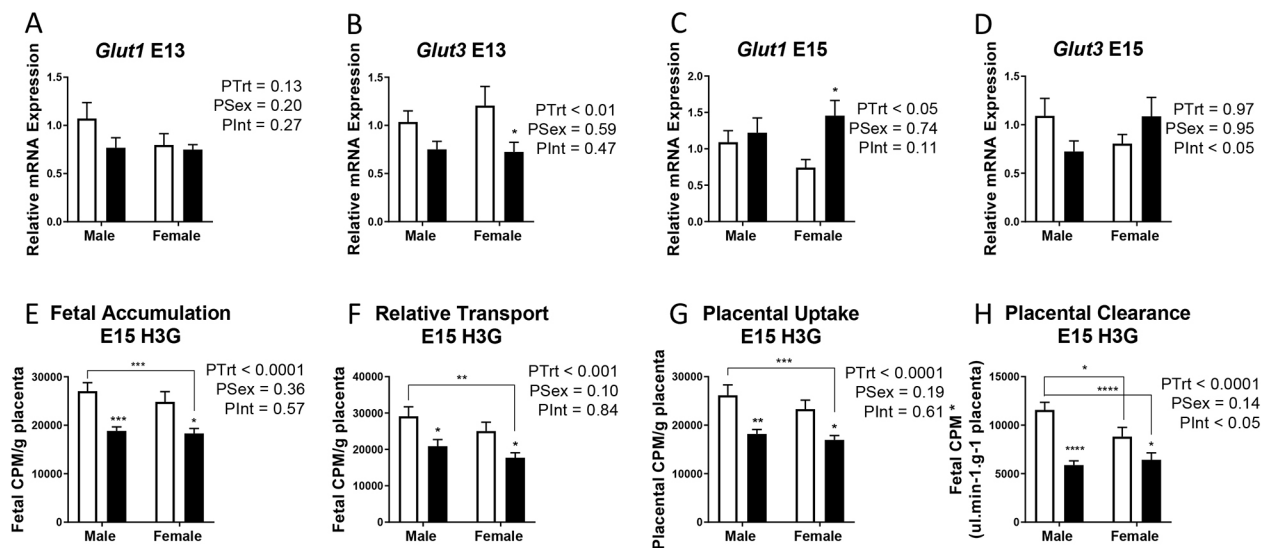 A
Glut1 E13
Relative mRNA Expression
1.5
1.0
0.5
0.0
Male
Female
PTrt = 0.13
PSex = 0.20
PInt = 0.27
B
Glut3 E13
Relative mRNA Expression
1.5
1.0
0.5
0.0
*
Male
Female
PTrt < 0.01
PSex = 0.59
PInt = 0.47
C
Glut1 E15
Relative mRNA Expression
2.0
1.5
1.0
0.5
0.0
*
Male
Female
PTrt < 0.05
PSex = 0.74
PInt = 0.11
D
Glut3 E15
Relative mRNA Expression
1.5
1.0
0.5
0.0
Male
Female
PTrt = 0.97
PSex = 0.95
PInt < 0.05
E
Fetal Accumulation
E15 H3G
Fetal CPM/g placenta
30000
20000
10000
0
***
***
*
Male
Female
PTrt < 0.0001
PSex = 0.36
PInt = 0.57
F
Relative Transport
E15 H3G
Fetal CPM/g placenta
40000
30000
20000
10000
0
**
*
*
Male
Female
PTrt < 0.001
PSex = 0.10
PInt = 0.84
G
Placental Uptake
E15 H3G
Placental CPM/g placenta
30000
20000
10000
0
***
**
*
Male
Female
PTrt < 0.0001
PSex = 0.19
PInt = 0.61
H
Placental Clearance
E15 H3G
Fetal CPM *
(ul.min-1.g-1 placenta)
15000
10000
5000
0
*
****
****
*
Male
Female
PTrt < 0.0001
PSex = 0.14
PInt < 0.05